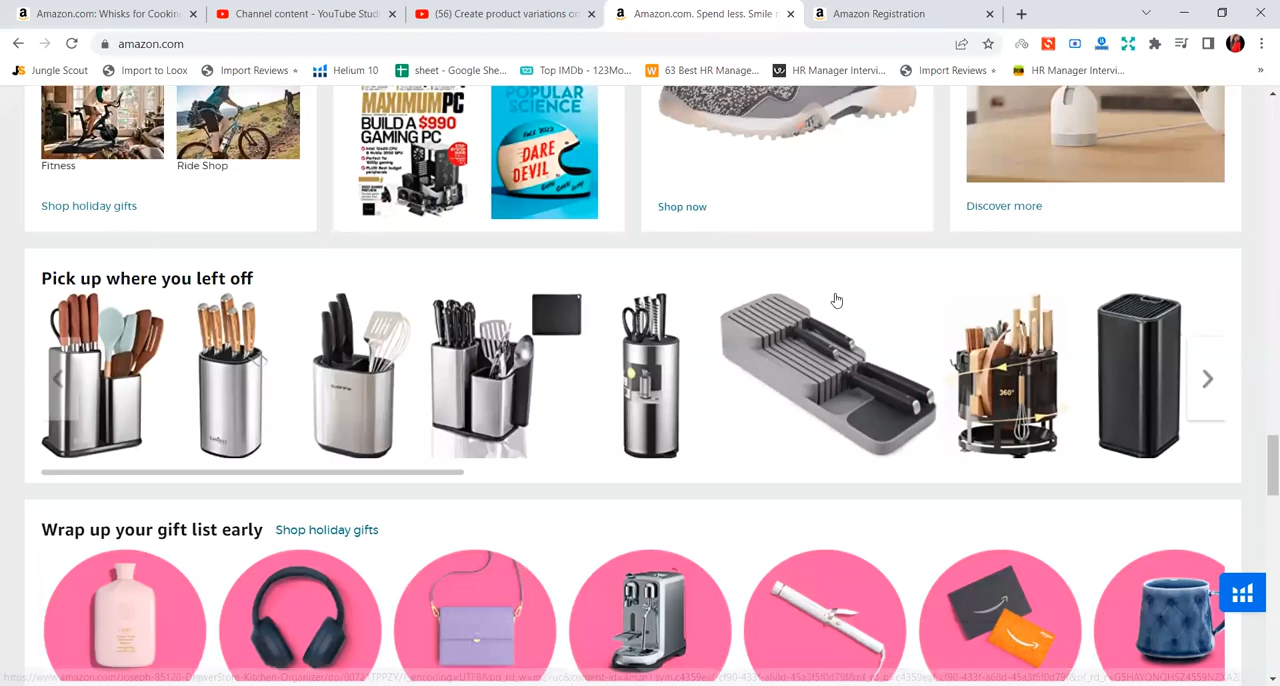 Amazon.com: Whisks for Cooking
Channel content - YouTube Stud
(56) Create product variations on
Amazon.com. Spend less. Smile m
Amazon Registration
amazon.com
Jungle Scout
Import to Loox
Import Reviews
Helium 10
sheet - Google She...
Top IMDb - 123Mo...
63 Best HR Manage...
HR Manager Intervi...
Import Reviews
HR Manager Intervi...
»
Fitness
Ride Shop
Shop holiday gifts
MAXIMUMPC
BUILD A $990
GAMING PC
POPULAR
SCIENCE
DARE
DEVIL
Shop now
Discover more
Pick up where you left off
360°
Wrap up your gift list early
Shop holiday gifts